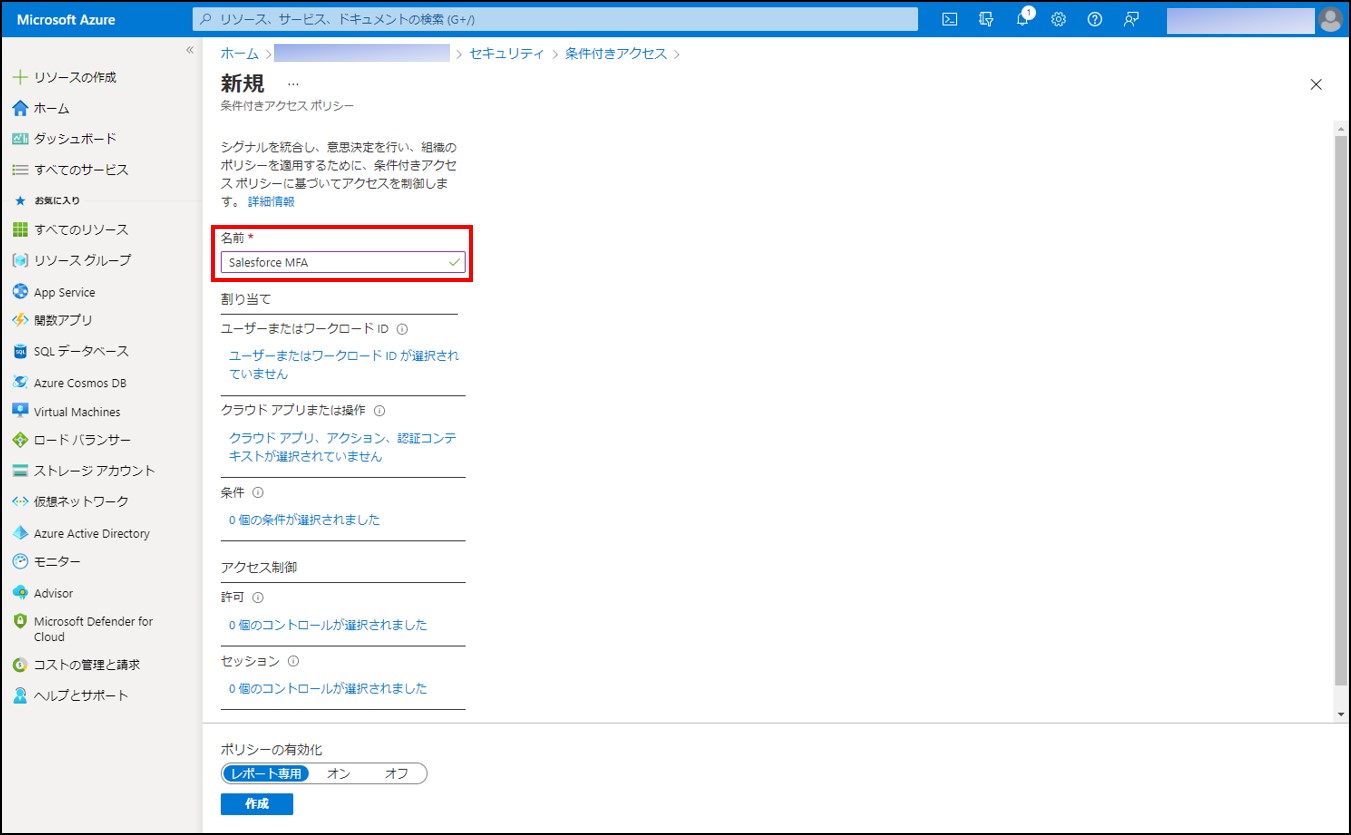 Microsoft Azure
リソース、サービス、ドキュメントの検索 (G+/)
1
«
リソースの作成
ホーム
ダッシュボード
すべてのサービス
お気に入り
すべてのリソース
リソース グループ
App Service
関数アプリ
SQL データベース
Azure Cosmos DB
Virtual Machines
ロード バランサー
ストレージ アカウント
仮想ネットワーク
Azure Active Directory
モニター
Advisor
Microsoft Defender for
Cloud
コストの管理と請求
ヘルプとサポート
ホーム > > セキュリティ > 条件付きアクセス >
新規 ...
条件付きアクセス ポリシー
シグナルを統合し、意思決定を行い、組織の
ポリシーを適用するために、条件付きアクセ
ス ポリシーに基づいてアクセスを制御しま
す。 詳細情報
名前 *
Salesforce MFA
割り当て
ユーザーまたはワークロード ID
ユーザーまたはワークロード ID が選択され
ていません
クラウド アプリまたは操作
クラウド アプリ、アクション、認証コンテ
キストが選択されていません
条件
0 個の条件が選択されました
アクセス制御
許可
0 個のコントロールが選択されました
セッション
0 個のコントロールが選択されました
ポリシーの有効化
レポート専用 オン オフ
作成